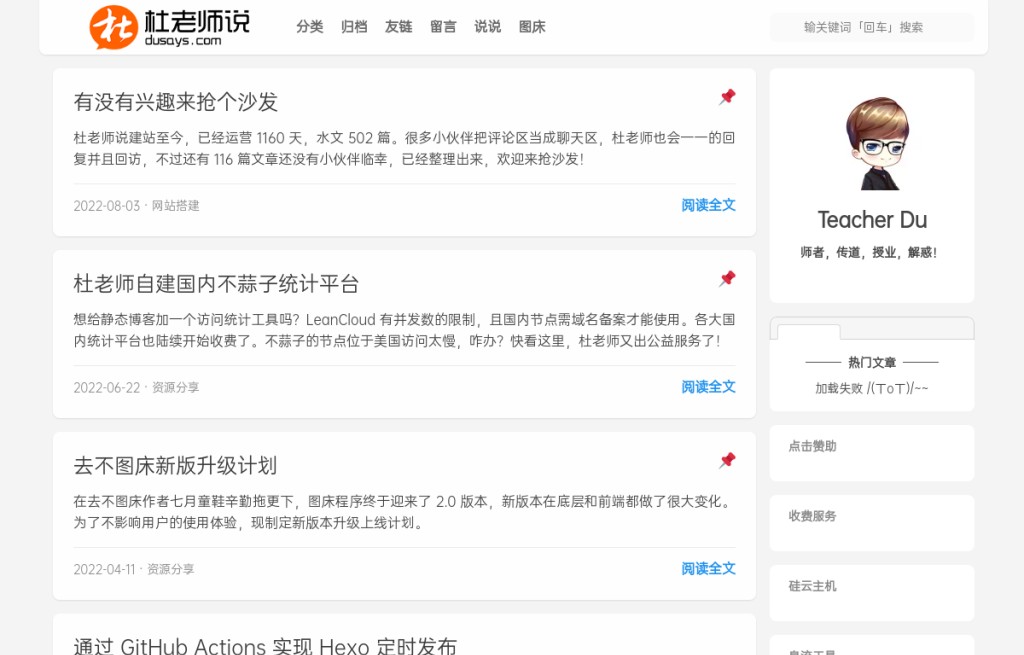 杜老师说
dusays.com
分类 归档 友链 留言 说说 图床
输关键词「回车」搜索
有没有兴趣来抢个沙发
杜老师说建站至今，已经运营 1160 天，水文 502 篇。很多小伙伴把评论区当成聊天区，杜老师也会一一的回
复并且回访，不过还有 116 篇文章还没有小伙伴临幸，已经整理出来，欢迎来抢沙发！
2022-08-03 · 网站搭建
阅读全文
杜老师自建国内不蒜子统计平台
想给静态博客加一个访问统计工具吗？LeanCloud 有并发数的限制，且国内节点需域名备案才能使用。各大国
内统计平台也陆续开始收费了。不蒜子的节点位于美国访问太慢，咋办？快看这里，杜老师又出公益服务了！
2022-06-22 · 资源分享
阅读全文
去不图床新版升级计划
在去不图床作者七月童鞋辛勤拖更下，图床程序终于迎来了 2.0 版本，新版本在底层和前端都做了很大变化。
为了不影响用户的使用体验，现制定新版本升级上线计划。
2022-04-11 · 资源分享
阅读全文
通过 GitHub Actions 实现 Hexo 定时发布
Teacher Du
师者，传道，授业，解惑！
热门文章
加载失败 /(ㄒoㄒ)/~~
点击赞助
收费服务
硅云主机